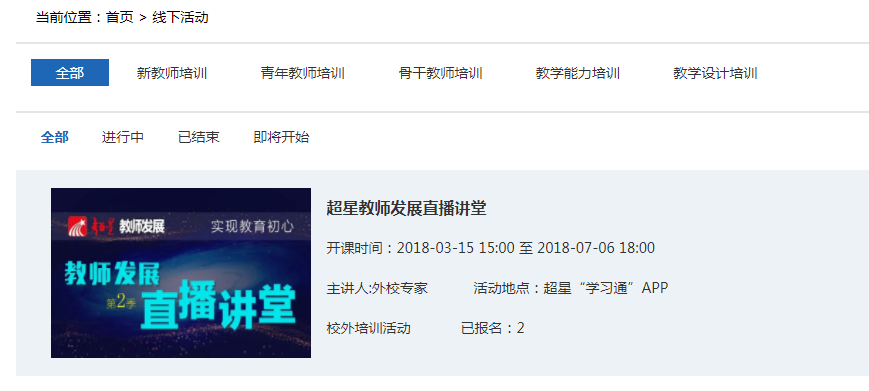 当前位置：首页 > 线下活动
全部 新教师培训 青年教师培训 骨干教师培训 教学能力培训 教学设计培训
全部 进行中 已结束 即将开始
超星 教师发展 实现教育初心
教师发展
第2季 直播讲堂
超星教师发展直播讲堂
开课时间：2018-03-15 15:00 至 2018-07-06 18:00
主讲人:外校专家 活动地点：超星“学习通”APP
校外培训活动 已报名：2